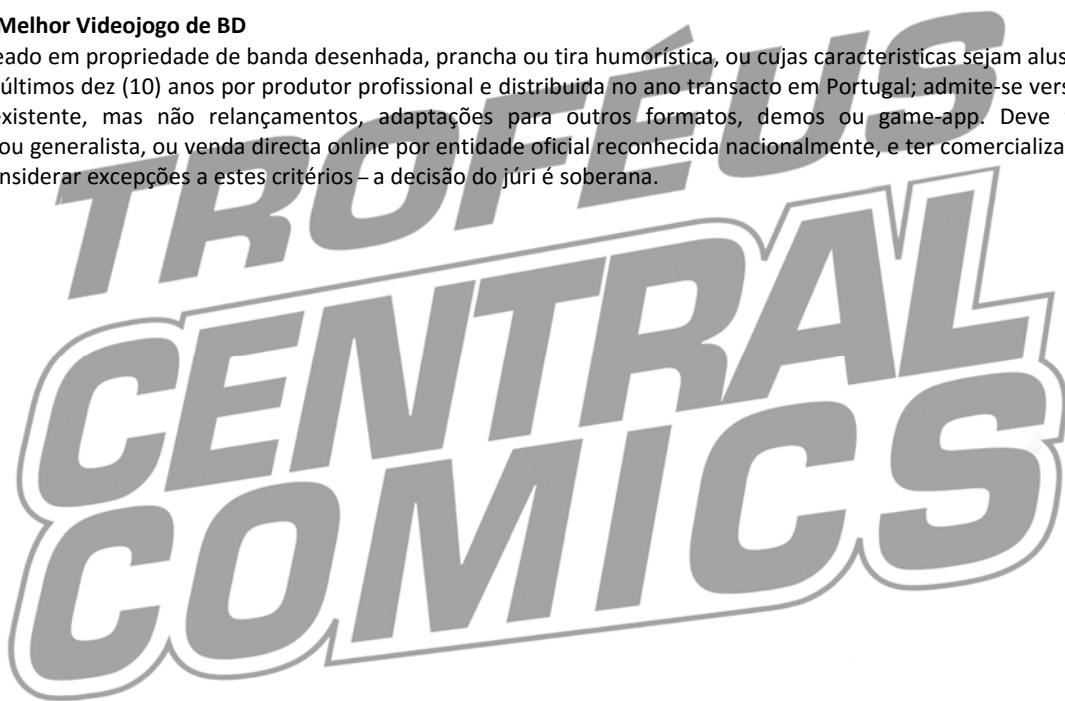 Melhor Videojogo de BD
eado em propriedade de banda desenhada, prancha ou tira humorística, ou cujas caracteristicas sejam alus
últimos dez (10) anos por produtor profissional e distribuida no ano transacto em Portugal; admite-se vers
existente, mas não relançamentos, adaptações para outros formatos, demos ou game-app. Deve
ou generalista, ou venda directa online por entidade oficial reconhecida nacionalmente, e ter comercializa
nsiderar excepções a estes critérios – a decisão do júri é soberana.
TROFÉUS
CENTRAL
COMICS